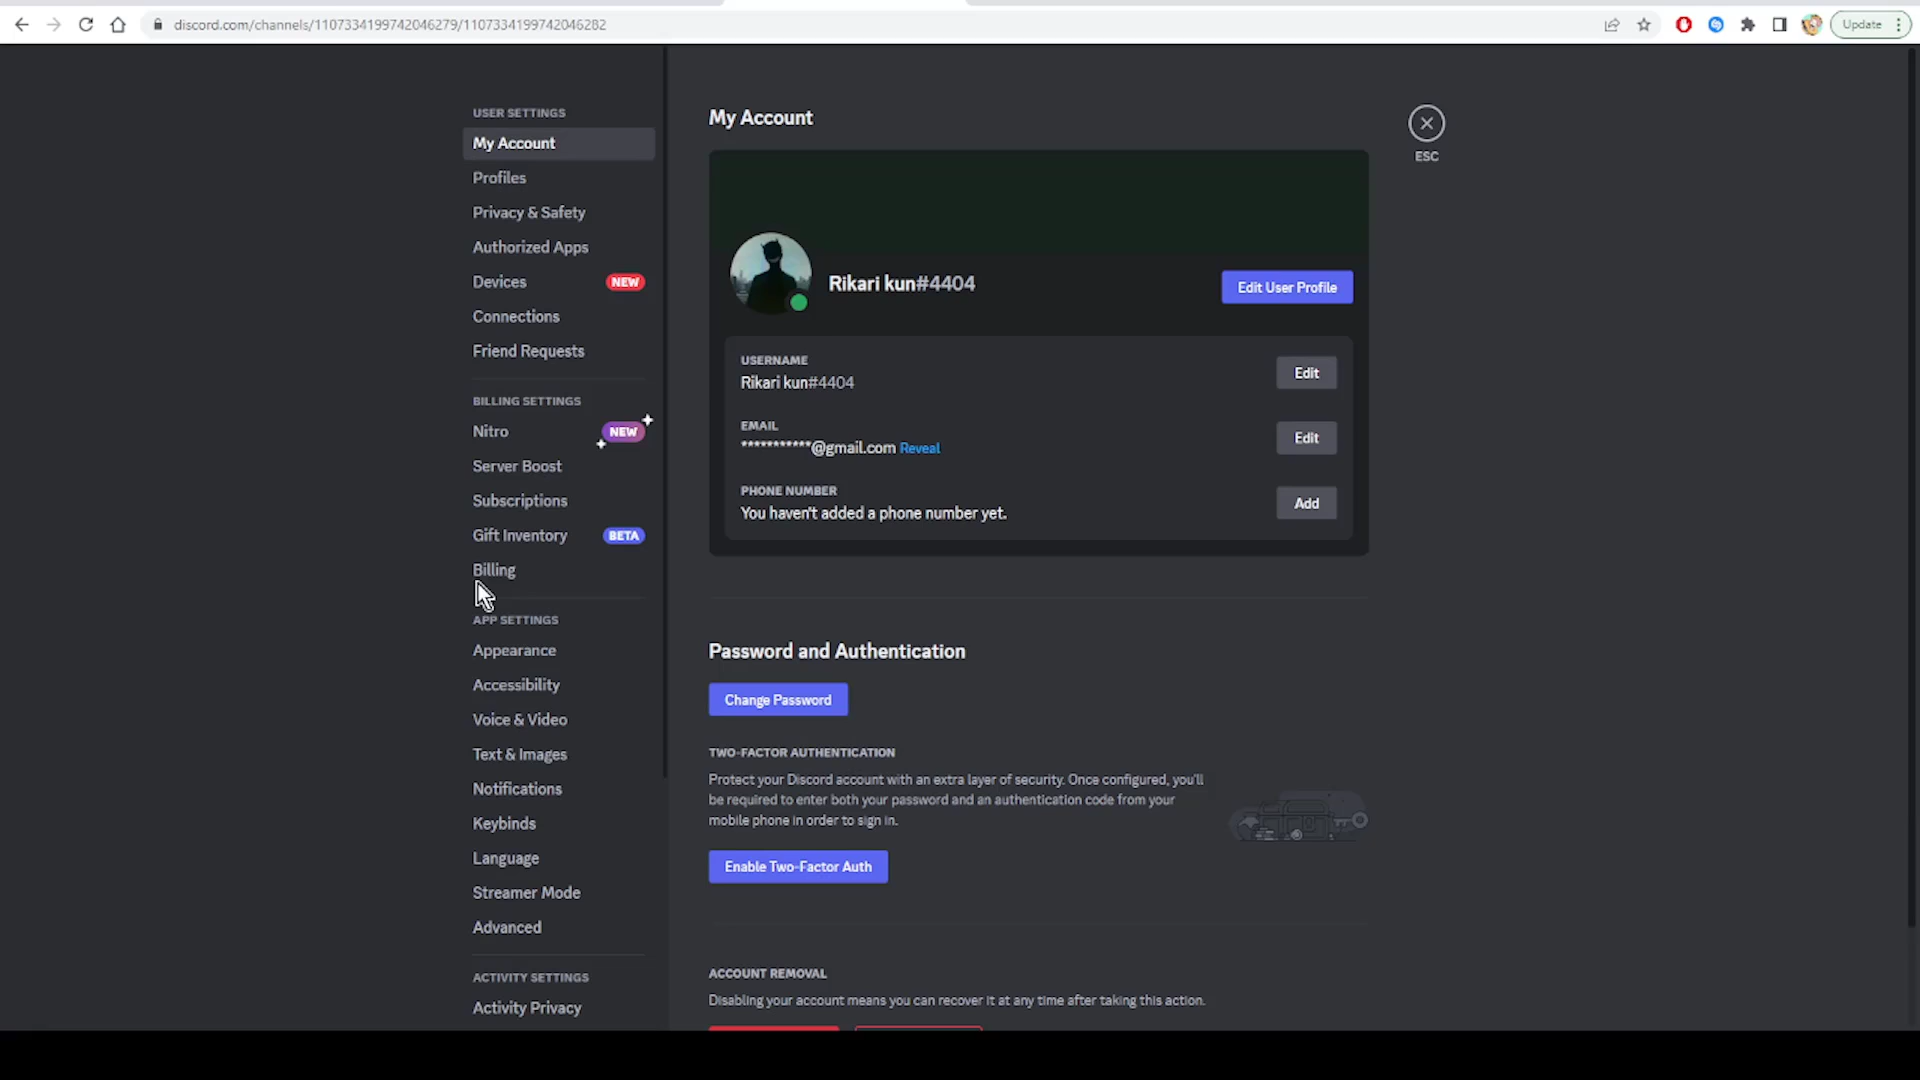 discord.com/channels/1107334199742046279/1107334199742046282
Update
USER SETTINGS
My Account
Profiles
Privacy & Safety
Authorized Apps
Devices NEW
Connections
Friend Requests
BILLING SETTINGS
Nitro NEW
Server Boost
Subscriptions
Gift Inventory BETA
Billing
APP SETTINGS
Appearance
Accessibility
Voice & Video
Text & Images
Notifications
Keybinds
Language
Streamer Mode
Advanced
ACTIVITY SETTINGS
Activity Privacy
My Account
ESC
Rikari kun#4404
Edit User Profile
USERNAME
Rikari kun#4404
Edit
EMAIL
***********@gmail.com Reveal
Edit
PHONE NUMBER
You haven't added a phone number yet.
Add
Password and Authentication
Change Password
TWO-FACTOR AUTHENTICATION
Protect your Discord account with an extra layer of security. Once configured, you'll
be required to enter both your password and an authentication code from your
mobile phone in order to sign in.
Enable Two-Factor Auth
ACCOUNT REMOVAL
Disabling your account means you can recover it at any time after taking this action.